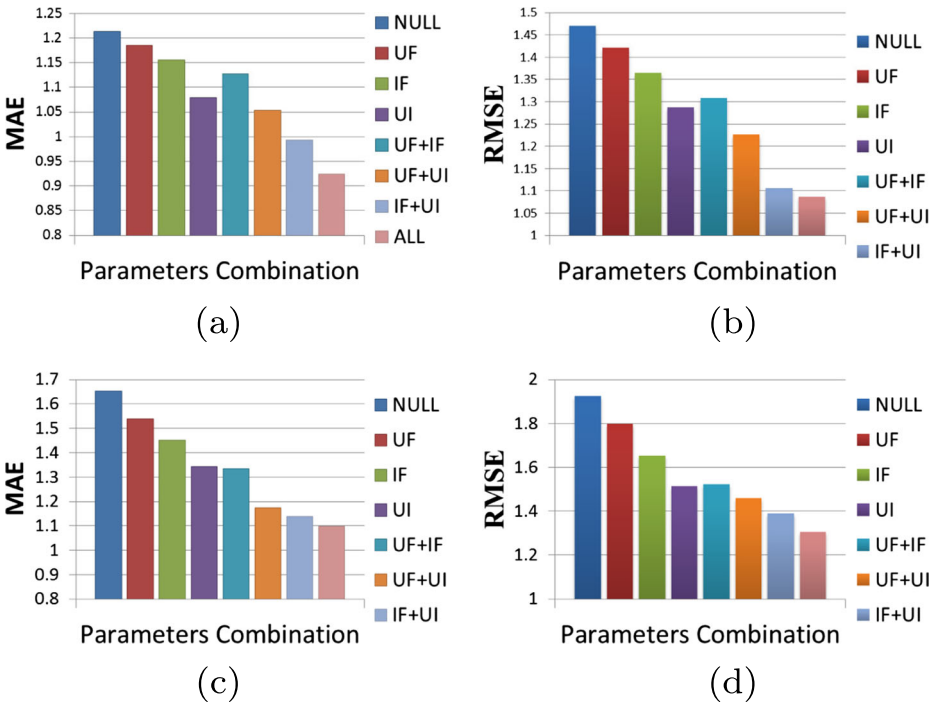 1.25
1.2
1.15
1.1
1.05
1
0.95
0.9
0.85
0.8
MAE
Parameters Combination
NULL
UF
IF
UI
UF+IF
UF+UI
IF+UI
ALL
(a)
1.5
1.45
1.4
1.35
1.3
1.25
1.2
1.15
1.1
1.05
1
RMSE
Parameters Combination
NULL
UF
IF
UI
UF+IF
UF+UI
IF+UI
(b)
1.7
1.6
1.5
1.4
1.3
1.2
1.1
1
0.9
0.8
MAE
Parameters Combination
NULL
UF
IF
UI
UF+IF
UF+UI
IF+UI
(c)
2
1.8
1.6
1.4
1.2
1
RMSE
Parameters Combination
NULL
UF
IF
UI
UF+IF
UF+UI
IF+UI
(d)